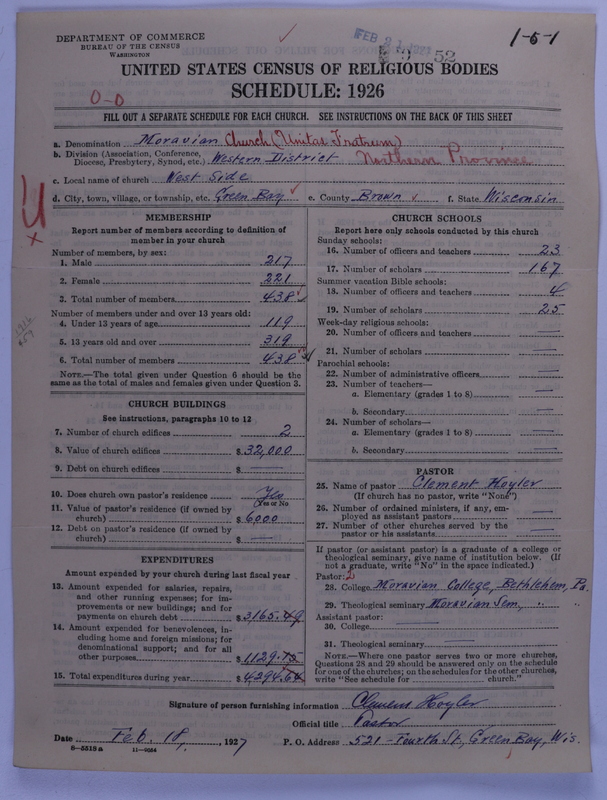 DEPARTMENT OF COMMERCE
BUREAU OF THE CENSUS
WASHINGTON
FEB 21 1927
52
1-5-1
UNITED STATES CENSUS OF RELIGIOUS BODIES
SCHEDULE: 1926
0-0
FILL OUT A SEPARATE SCHEDULE FOR EACH CHURCH. SEE INSTRUCTIONS ON THE BACK OF THIS SHEET
a. Denomination Moravian Church (Unitas Fratrum)
b. Division (Association, Conference, Diocese, Presbytery, Synod, etc.) Western District Northern Province
c. Local name of church West Side
d. City, town, village, or township, etc. Green Bay e. County Brown f. State Wisconsin
MEMBERSHIP
Report number of members according to definition of
member in your church
Number of members, by sex:
1. Male 217
2. Female 221
3. Total number of members 438
Number of members under and over 13 years old:
4. Under 13 years of age 119
5. 13 years old and over 319
6. Total number of members 438
NOTE.—The total given under Question 6 should be
same as the total of males and females given under Question 3.
CHURCH BUILDINGS
See instructions, paragraphs 10 to 12
7. Number of church edifices 2
8. Value of church edifices $ 32,000
9. Debt on church edifices $ —
10. Does church own pastor's residence Yes
(Yes or No)
11. Value of pastor's residence (if owned by
church) $ 6000
12. Debt on pastor's residence (if owned by
church) $ —
EXPENDITURES
Amount expended by your church during last fiscal year
13. Amount expended for salaries, repairs,
and other running expenses; for im-
provements or new buildings; and for
payments on church debt $ 3165.49
14. Amount expended for benevolences, in-
cluding home and foreign missions; for
denominational support; and for all
other purposes $ 1129.15
15. Total expenditures during year $ 4294.64
CHURCH SCHOOLS
Report here only schools conducted by this church
Sunday schools:
16. Number of officers and teachers 23
17. Number of scholars 167
Summer vacation Bible schools:
18. Number of officers and teachers 4
19. Number of scholars 25
Week-day religious schools:
20. Number of officers and teachers —
21. Number of scholars —
Parochial schools:
22. Number of administrative officers —
23. Number of teachers—
a. Elementary (grades 1 to 8) —
b. Secondary —
24. Number of scholars—
a. Elementary (grades 1 to 8) —
b. Secondary —
PASTOR
25. Name of pastor Clement Hoyler
(If church has no pastor, write "None")
26. Number of ordained ministers, if any, em-
ployed as assistant pastors —
27. Number of other churches served by the
pastor or his assistants —
If pastor (or assistant pastor) is a graduate of a college or
theological seminary, give name of institution below. (If
not a graduate, write "No" in the space indicated.)
Pastor: 2
28. College Moravian College, Bethlehem, Pa.
29. Theological seminary Moravian Sem., " "
Assistant pastor:
30. College —
31. Theological seminary —
NOTE.—Where one pastor serves two or more churches,
Questions 28 and 29 should be answered only on the schedule
for one of the churches; on the schedules for the other churches,
write "See schedule for church."
Signature of person furnishing information Clement Hoyler
Official title Pastor
Date Feb. 18, 1927 P. O. Address 521 - Fourth St., Green Bay, Wis.
8—5518a 11—9564